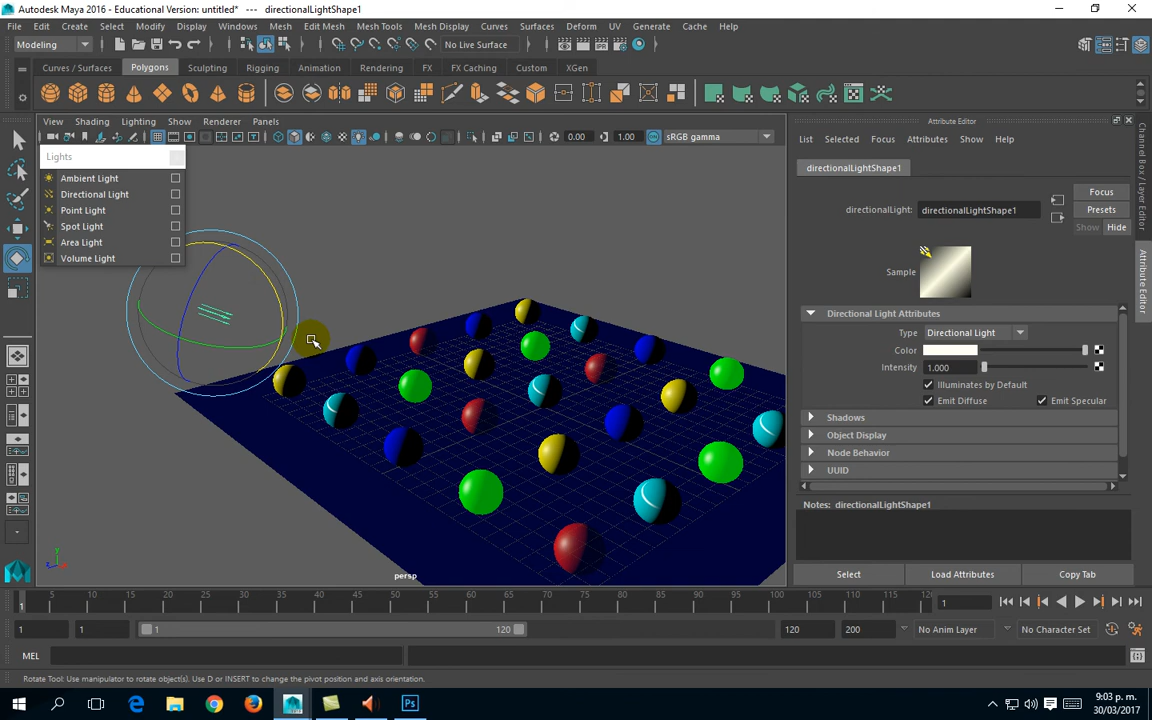 Autodesk Maya 2016 - Educational Version: untitled*   ---   directionalLightShape1
File Edit Create Select Modify Display Windows Mesh Edit Mesh Mesh Tools Mesh Display Curves Surfaces Deform UV Generate Cache Help
Modeling No Live Surface
Curves / Surfaces Polygons Sculpting Rigging Animation Rendering FX FX Caching Custom XGen
View Shading Lighting Show Renderer Panels
0.00 1.00 sRGB gamma
Lights
Ambient Light
Directional Light
Point Light
Spot Light
Area Light
Volume Light
persp
Attribute Editor
List Selected Focus Attributes Show Help
directionalLightShape1
directionalLight: directionalLightShape1
Focus
Presets
Show Hide
Sample
Directional Light Attributes
Type Directional Light
Color
Intensity 1.000
Illuminates by Default
Emit Diffuse Emit Specular
Shadows
Object Display
Node Behavior
UUID
Notes: directionalLightShape1
Select Load Attributes Copy Tab
Channel Box / Layer Editor
Attribute Editor
5 10 15 20 25 30 35 40 45 50 55 60 65 70 75 80 85 90 95 100 105 110 115 12
1 1
1 1 1 120 120 200 No Anim Layer No Character Set
MEL
Rotate Tool: Use manipulator to rotate object(s). Use D or INSERT to change the pivot position and axis orientation.
Ps
9:03 p. m.
30/03/2017